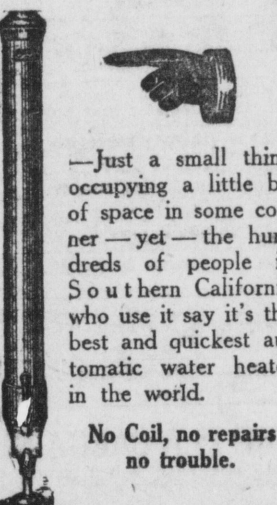 —Just a small thin
occupying a little b
of space in some co
ner — yet — the hun
dreds of people i
Southern Californi
who use it say it's th
best and quickest au
tomatic water heate
in the world.
No Coil, no repairs
no trouble.